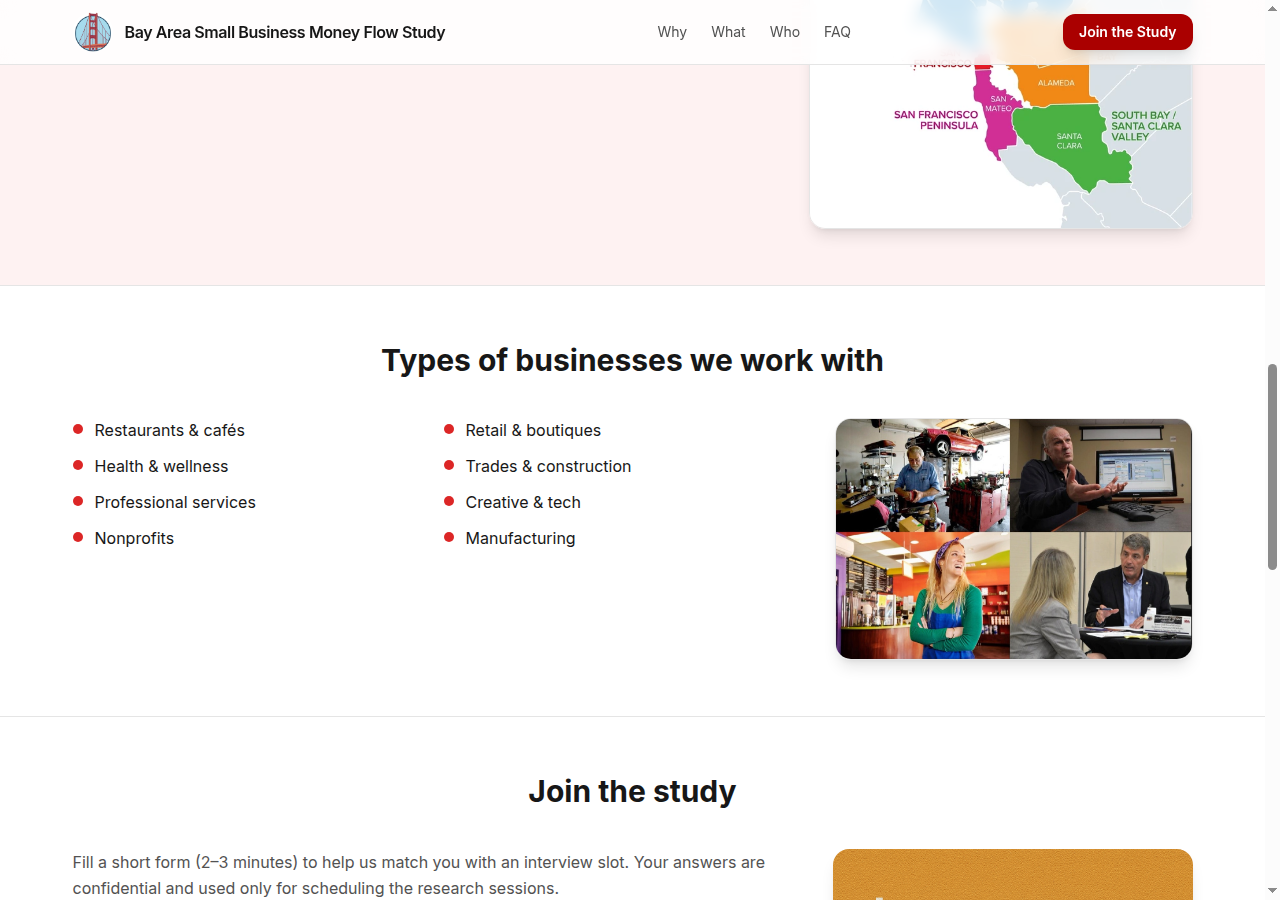 Bay Area Small Business Money Flow Study
Why
What
Who
FAQ
Join the Study
FRANCISCO
ALAMEDA
SAN
MATEO
SAN FRANCISCO
PENINSULA
SOUTH BAY /
SANTA CLARA
VALLEY
SANTA
CLARA
Types of businesses we work with
Restaurants & cafés
Retail & boutiques
Health & wellness
Trades & construction
Professional services
Creative & tech
Nonprofits
Manufacturing
Join the study
Fill a short form (2–3 minutes) to help us match you with an interview slot. Your answers are
confidential and used only for scheduling the research sessions.